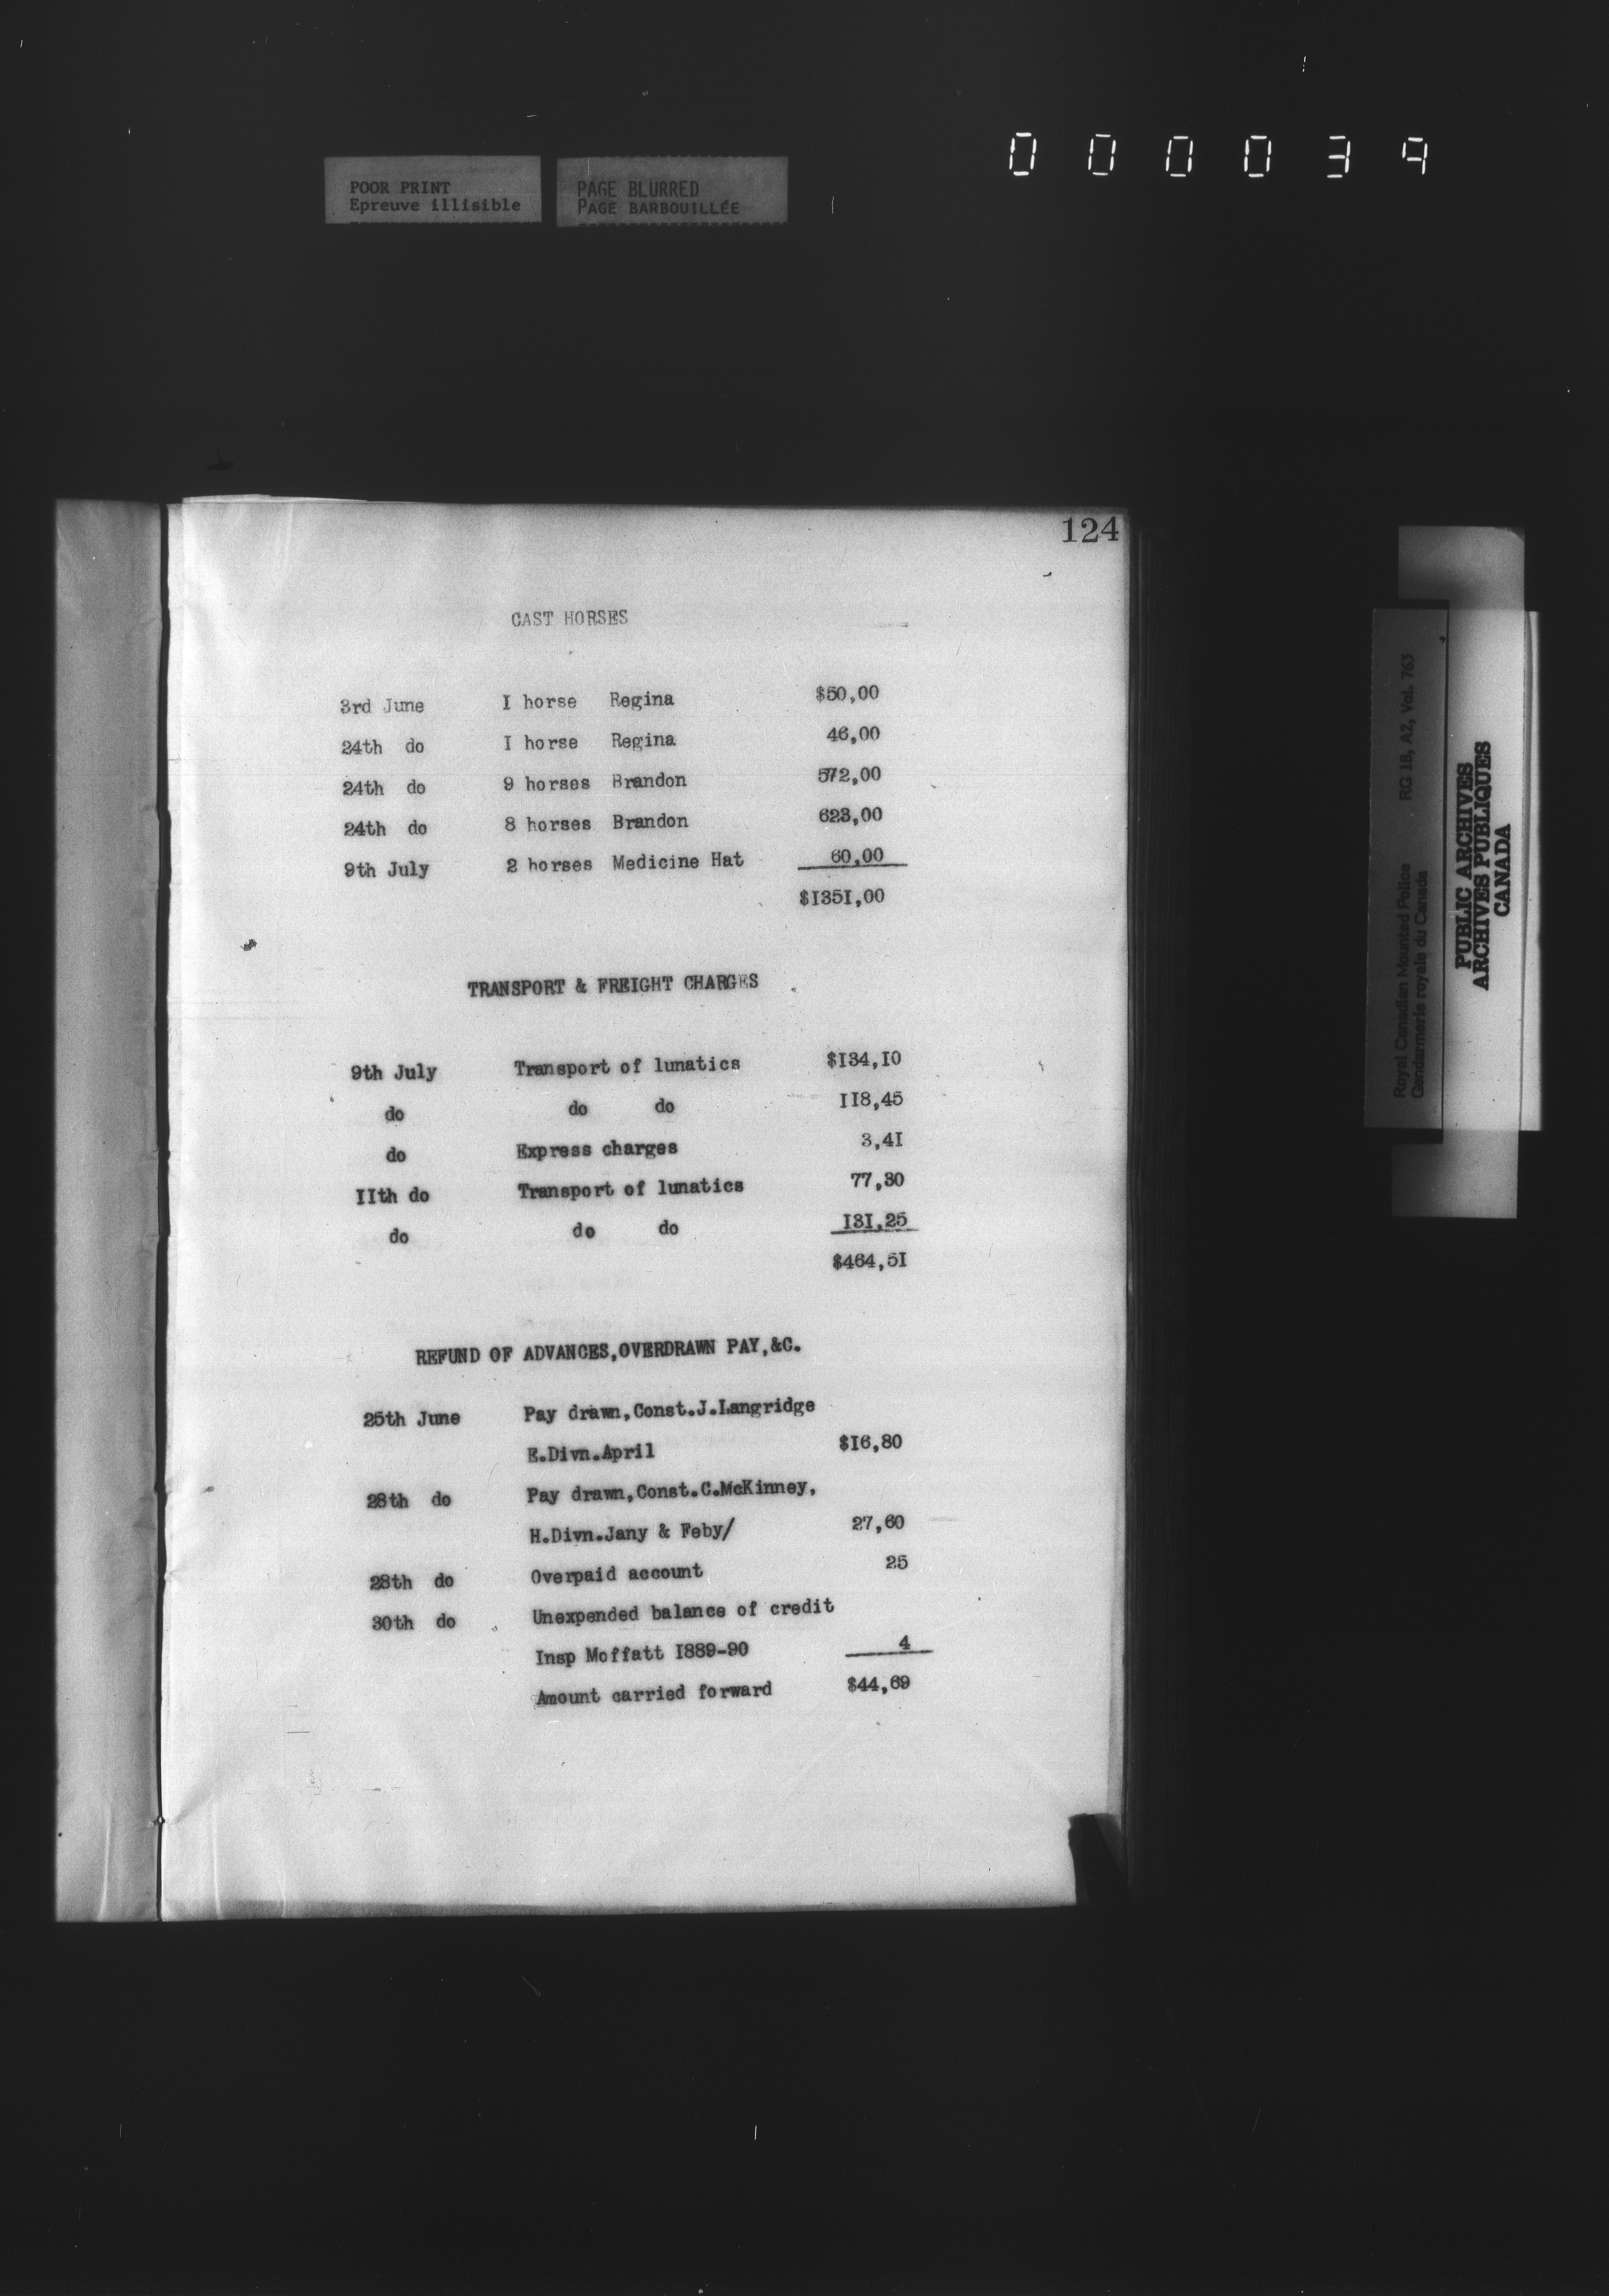 000039
POOR PRINT
Epreuve illisible
PAGE BLURRED
PAGE BARBOUILLÉE
124
CAST HORSES
3rd June I horse Regina $50,00
24th do I horse Regina 46,00
24th do 9 horses Brandon 572,00
24th do 8 horses Brandon 623,00
9th July 2 horses Medicine Hat 60,00
$I35I,00
TRANSPORT & FREIGHT CHARGES
9th July Transport of lunatics $I34,I0
do do do II8,45
do Express charges 3,4I
IIth do Transport of lunatics 77,30
do do do I3I,25
$464,5I
REFUND OF ADVANCES,OVERDRAWN PAY,&C.
25th June Pay drawn,Const.J.Langridge
E.Divn.April $I6,80
28th do Pay drawn,Const.C.McKinney,
H.Divn.Jany & Feby/ 27,60
28th do Overpaid account 25
30th do Unexpended balance of credit
Insp Moffatt I889-90 4
Amount carried forward $44,69
Royal Canadian Mounted Police RG 18, A2, Vol. 763
Gendarmerie royale du Canada
PUBLIC ARCHIVES
ARCHIVES PUBLIQUES
CANADA